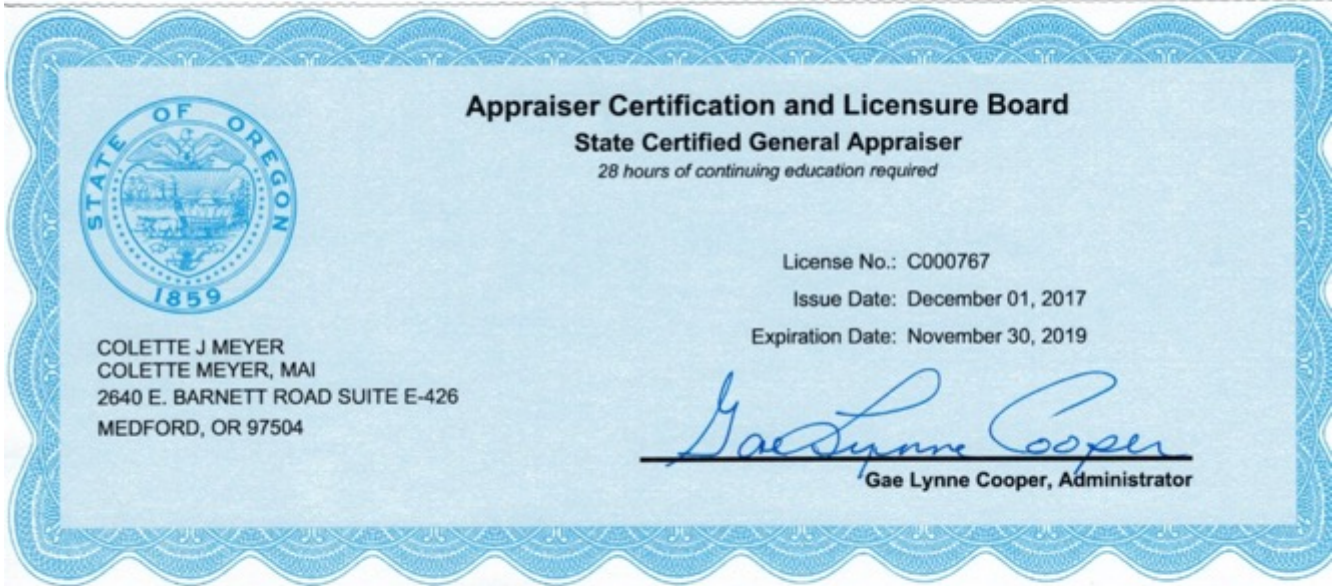 STATE OF OREGON
1859
Appraiser Certification and Licensure Board
State Certified General Appraiser
28 hours of continuing education required
License No.: C000767
Issue Date: December 01, 2017
Expiration Date: November 30, 2019
COLETTE J MEYER
COLETTE MEYER, MAI
2640 E. BARNETT ROAD SUITE E-426
MEDFORD, OR 97504
Gae Lynne Cooper
Gae Lynne Cooper, Administrator